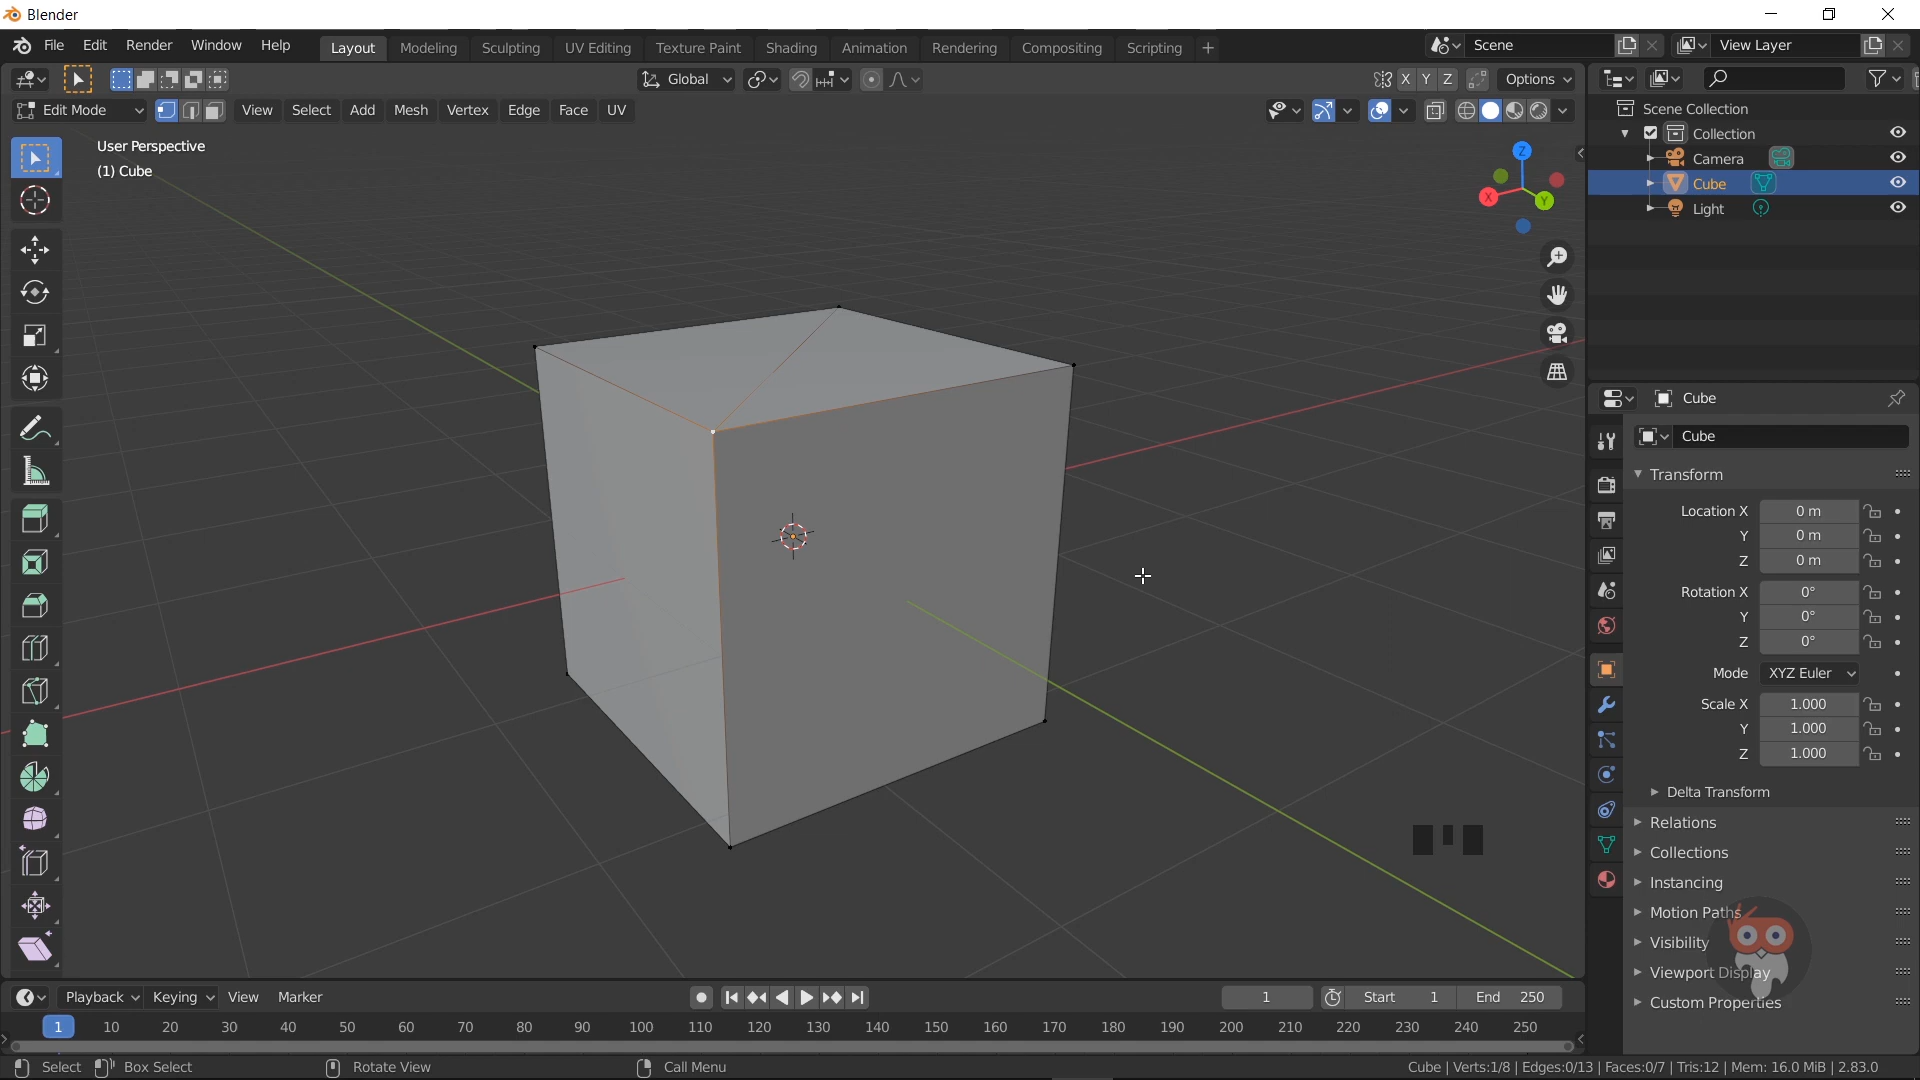 Blender
File Edit Render Window Help Layout Modeling Sculpting UV Editing Texture Paint Shading Animation Rendering Compositing Scripting + Scene View Layer
Global X Y Z Options
Edit Mode View Select Add Mesh Vertex Edge Face UV
User Perspective
(1) Cube
Z
X
Y
Scene Collection
Collection
Camera
Cube
Light
Cube
Cube
Transform
Location X 0 m
Y 0 m
Z 0 m
Rotation X 0°
Y 0°
Z 0°
Mode XYZ Euler
Scale X 1.000
Y 1.000
Z 1.000
Delta Transform
Relations
Collections
Instancing
Motion Paths
Visibility
Viewport Display
Custom Properties
Playback Keying View Marker 1 Start 1 End 250
1 10 20 30 40 50 60 70 80 90 100 110 120 130 140 150 160 170 180 190 200 210 220 230 240 250
Select Box Select Rotate View Call Menu Cube | Verts:1/8 | Edges:0/13 | Faces:0/7 | Tris:12 | Mem: 16.0 MiB | 2.83.0